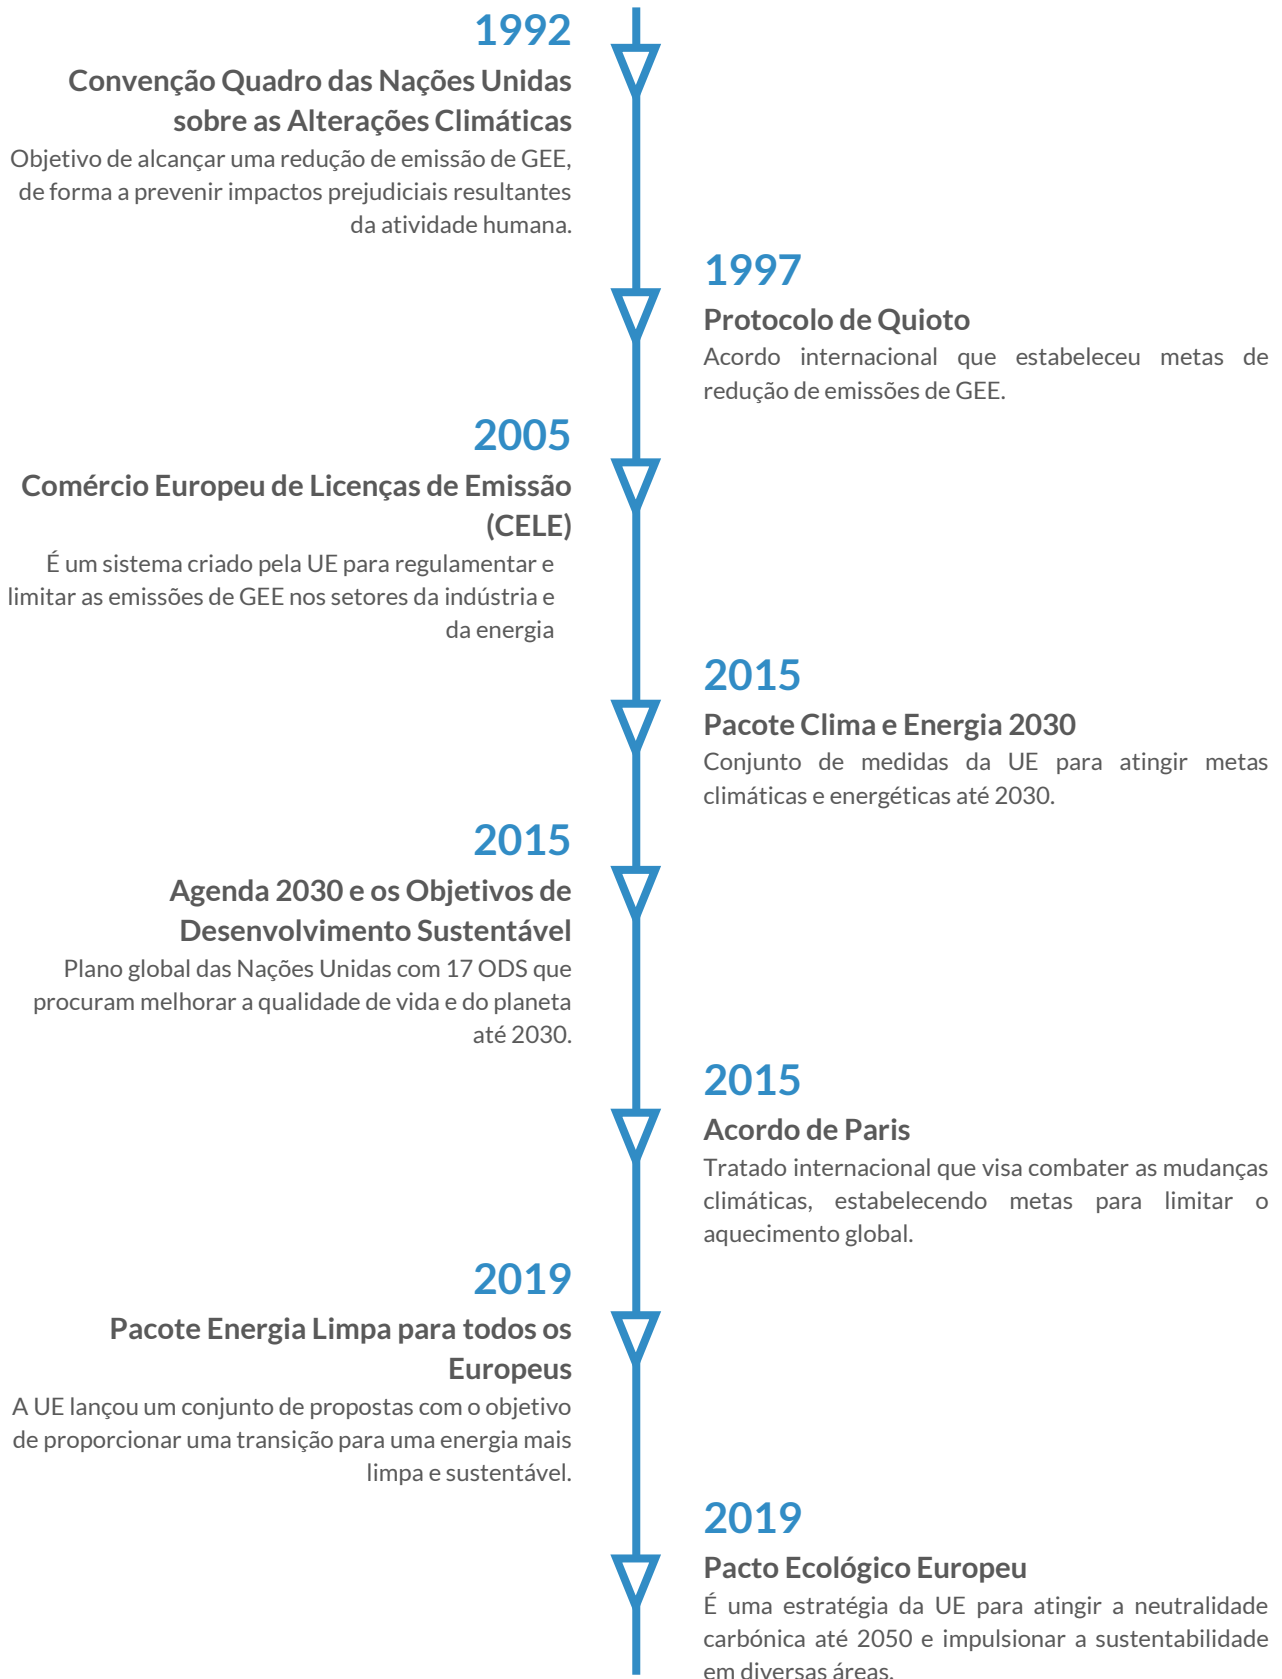 1992
Convenção Quadro das Nações Unidas
sobre as Alterações Climáticas
Objetivo de alcançar uma redução de emissão de GEE,
de forma a prevenir impactos prejudiciais resultantes
da atividade humana.
1997
Protocolo de Quioto
Acordo internacional que estabeleceu metas de
redução de emissões de GEE.
2005
Comércio Europeu de Licenças de Emissão
(CELE)
É um sistema criado pela UE para regulamentar e
limitar as emissões de GEE nos setores da indústria e
da energia
2015
Pacote Clima e Energia 2030
Conjunto de medidas da UE para atingir metas
climáticas e energéticas até 2030.
2015
Agenda 2030 e os Objetivos de
Desenvolvimento Sustentável
Plano global das Nações Unidas com 17 ODS que
procuram melhorar a qualidade de vida e do planeta
até 2030.
2015
Acordo de Paris
Tratado internacional que visa combater as mudanças
climáticas, estabelecendo metas para limitar o
aquecimento global.
2019
Pacote Energia Limpa para todos os
Europeus
A UE lançou um conjunto de propostas com o objetivo
de proporcionar uma transição para uma energia mais
limpa e sustentável.
2019
Pacto Ecológico Europeu
É uma estratégia da UE para atingir a neutralidade
carbónica até 2050 e impulsionar a sustentabilidade
em diversas áreas.